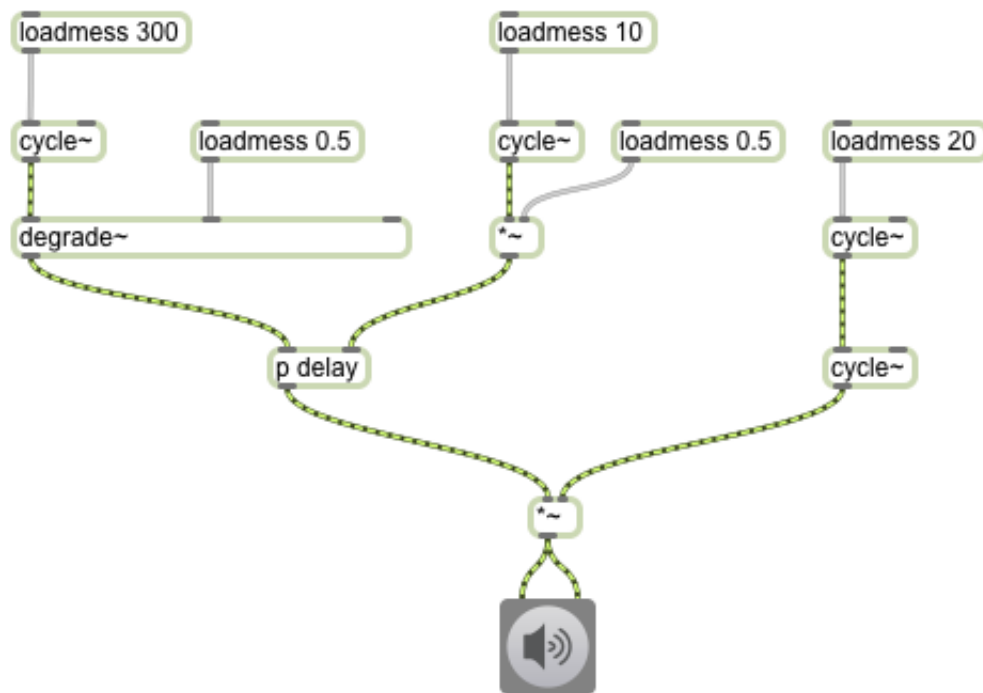 loadmess 300
loadmess 10
cycle~
loadmess 0.5
cycle~
loadmess 0.5
loadmess 20
degrade~
*~
cycle~
p delay
cycle~
*~